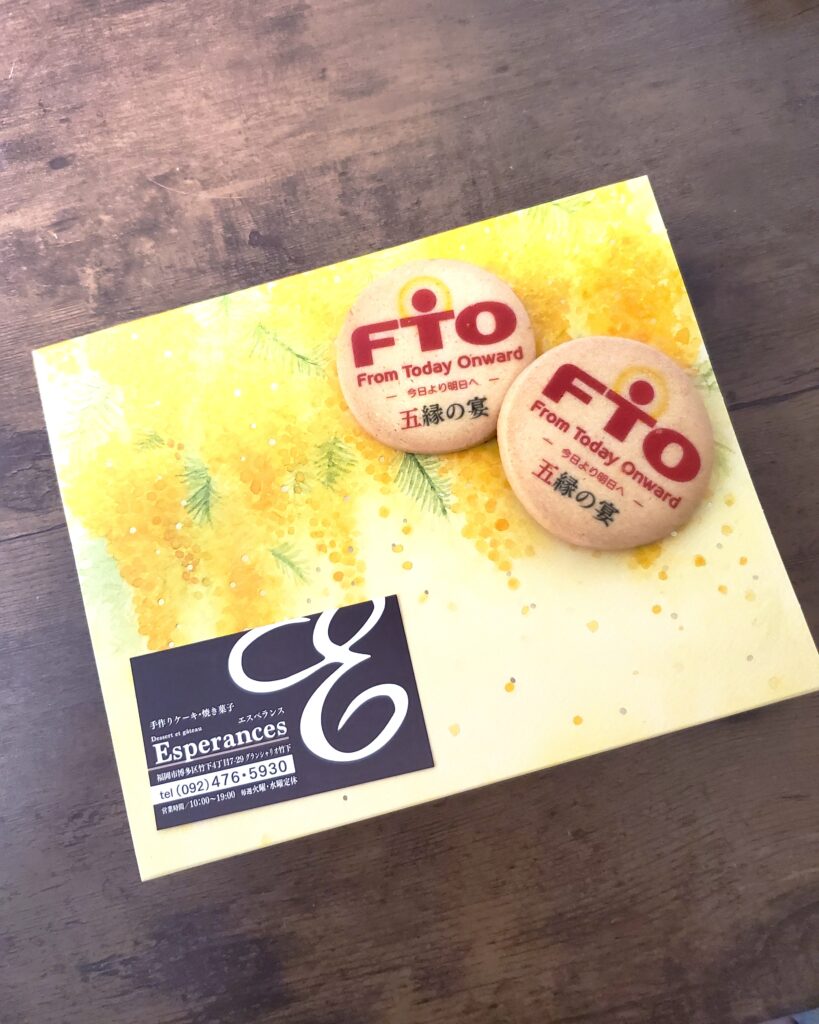 FTO
From Today Onward
― 今日より明日へ ―
五縁の宴
FTO
From Today Onward
― 今日より明日へ ―
五縁の宴
E
手作りケーキ・焼き菓子 エスペランス
Dessert et gâteau
Esperances
福岡市博多区竹下4丁目7-29 グランシャリオ竹下
tel (092) 476・5930
営業時間/10:00〜19:00 毎週火曜・水曜定休